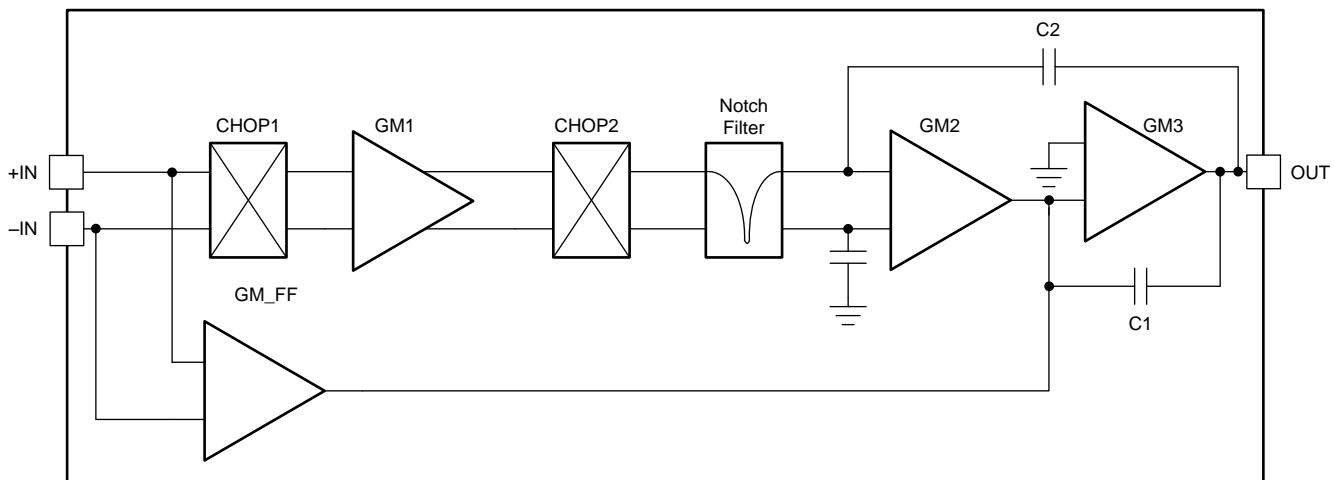 C2
CHOP1
GM1
CHOP2
Notch
Filter
GM2
GM3
+IN
–IN
OUT
GM_FF
C1